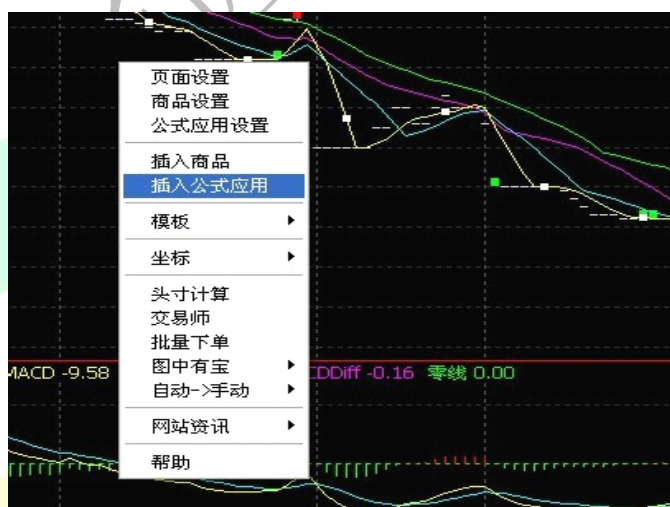 页面设置
商品设置
公式应用设置
插入商品
插入公式应用
模板
坐标
头寸计算
交易师
批量下单
图中有宝
自动->手动
网站资讯
帮助
MACD -9.58
DDiff -0.16 零线 0.00